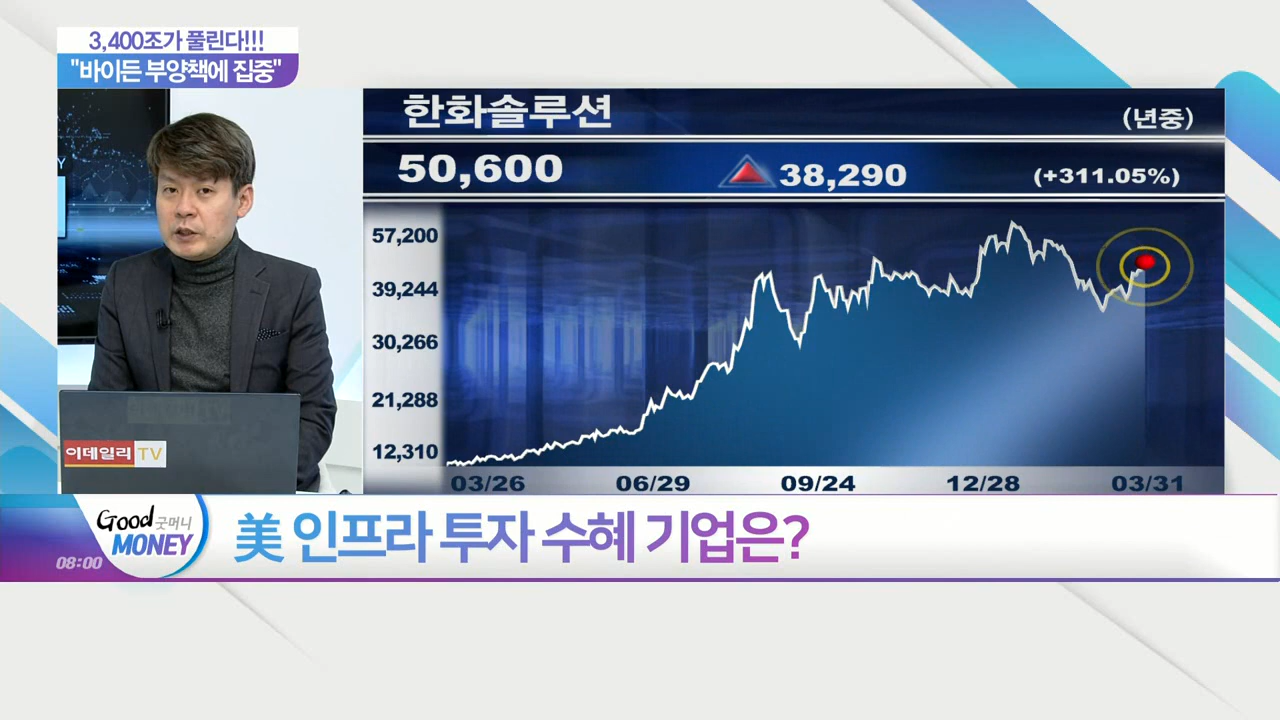 3,400조가 풀린다!!!
"바이든 부양책에 집중"
한화솔루션
(년중)
50,600
38,290
(+311.05%)
57,200
39,244
30,266
21,288
12,310
03/26
06/29
09/24
12/28
03/31
이데일리 TV
Good 굿머니
MONEY
08:00
美 인프라 투자 수혜 기업은?